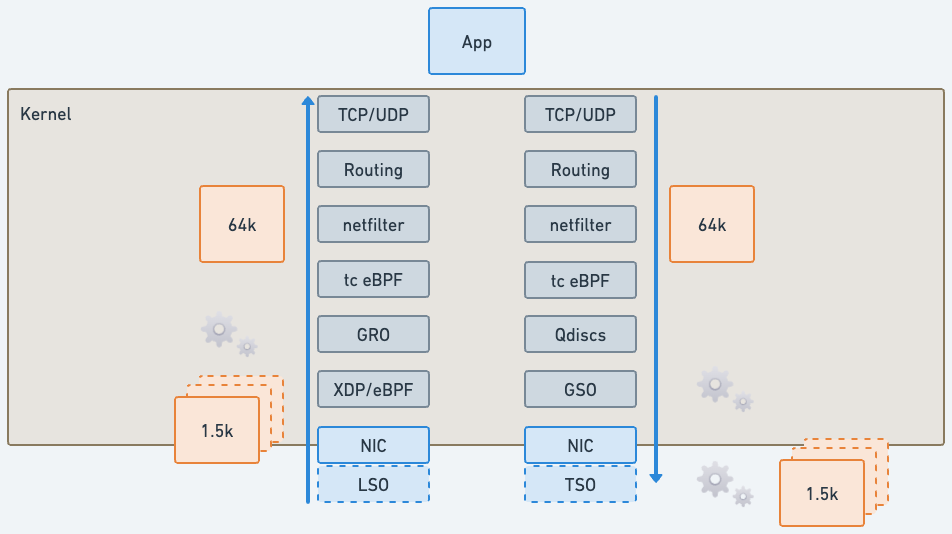 App
Kernel
TCP/UDP
Routing
netfilter
tc eBPF
GRO
XDP/eBPF
NIC
LSO
64k
1.5k
TCP/UDP
Routing
netfilter
tc eBPF
Qdiscs
GSO
NIC
TSO
64k
1.5k